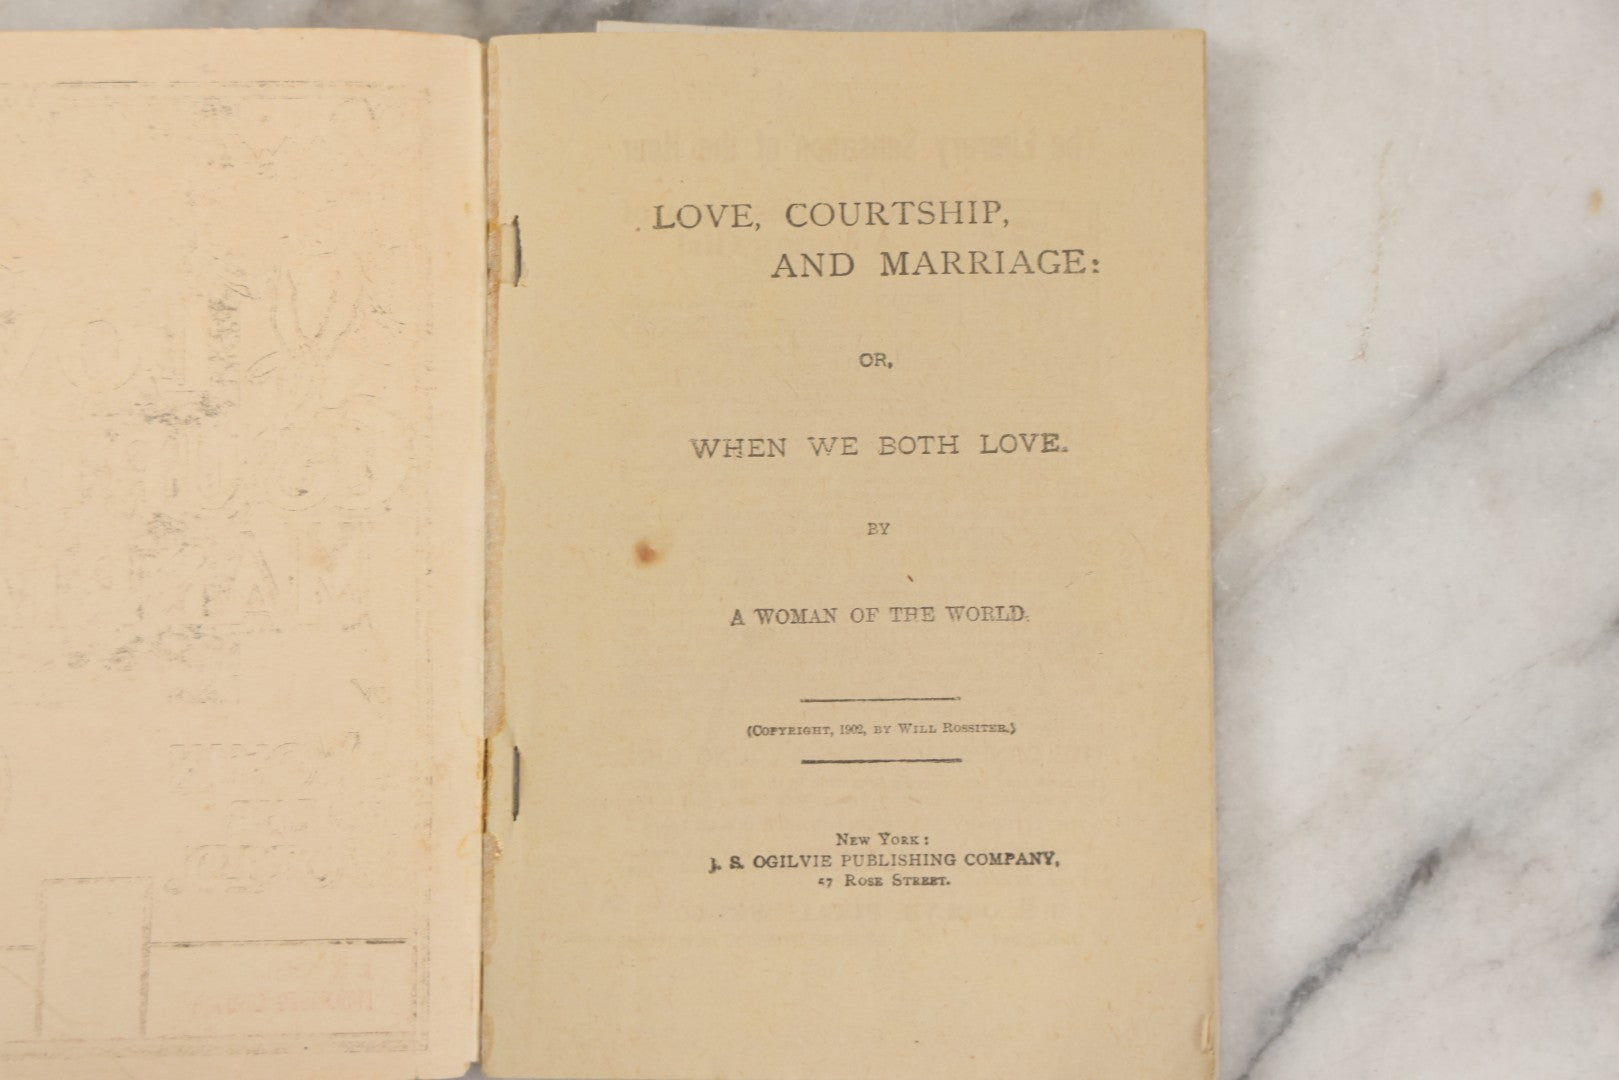 LOVE, COURTSHIP,
AND MARRIAGE:
OR,
WHEN WE BOTH LOVE.
BY
A WOMAN OF THE WORLD.
(Copyright, 1902, by Will Rossiter.)
New York:
J. S. OGILVIE PUBLISHING COMPANY,
57 Rose Street.